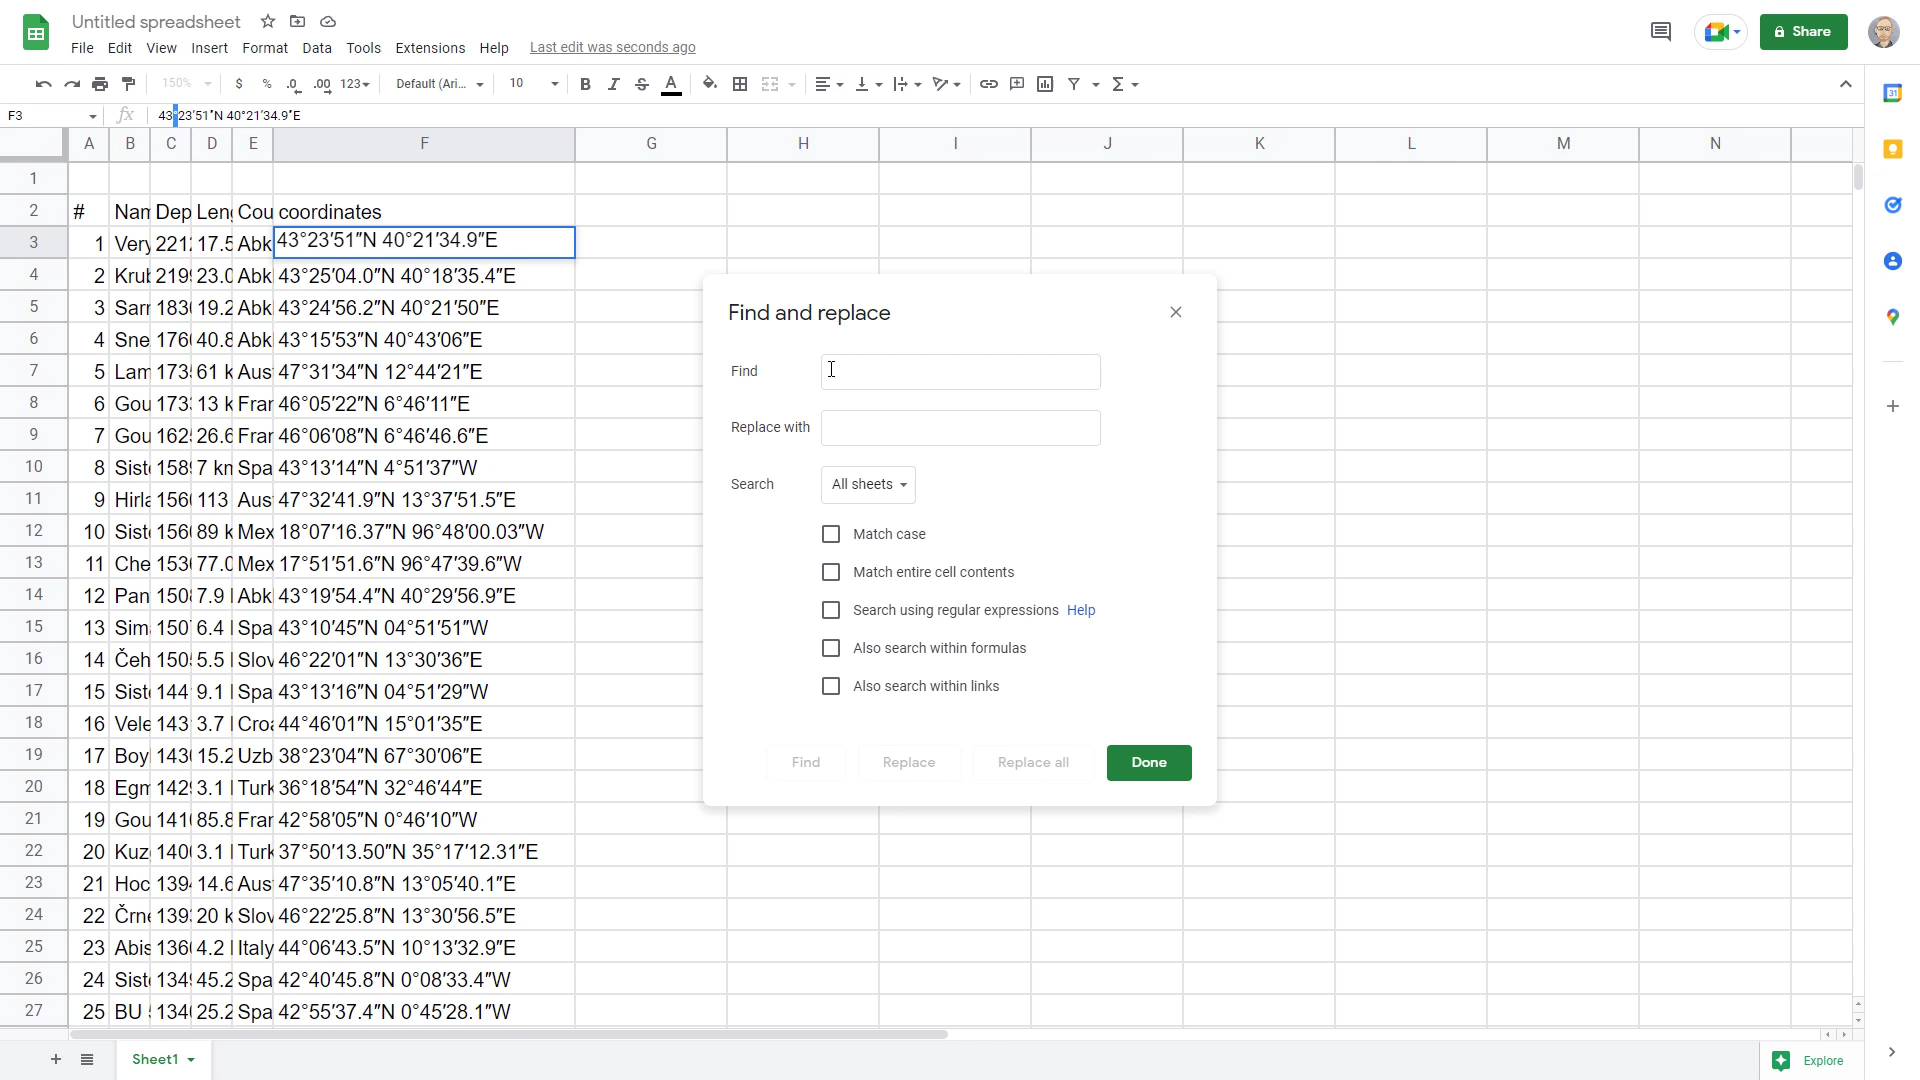 Untitled spreadsheet
File Edit View Insert Format Data Tools Extensions Help Last edit was seconds ago
Share
150% $ % .0 .00 123 Default (Ari... 10 B I S A Σ
31
F3 fx 43°23′51″N 40°21′34.9″E
A B C D E F G H I J K L M N
1
2 # Nam Dep Leng Cou coordinates
3 1 Very 221 17.5 Abk 43°23′51″N 40°21′34.9″E
4 2 Krub 219 23.0 Abk 43°25′04.0″N 40°18′35.4″E
5 3 Sarm 183 19.2 Abk 43°24′56.2″N 40°21′50″E
6 4 Sne 176 40.8 Abk 43°15′53″N 40°43′06″E
7 5 Lam 173 61 k Aus 47°31′34″N 12°44′21″E
8 6 Gou 173 13 k Fran 46°05′22″N 6°46′11″E
9 7 Gou 162 26.6 Fran 46°06′08″N 6°46′46.6″E
10 8 Siste 158 7 km Spa 43°13′14″N 4°51′37″W
11 9 Hirla 156 113 Aus 47°32′41.9″N 13°37′51.5″E
12 10 Siste 156 89 k Mex 18°07′16.37″N 96°48′00.03″W
13 11 Che 153 77.0 Mex 17°51′51.6″N 96°47′39.6″W
14 12 Pan 150 7.9 Abk 43°19′54.4″N 40°29′56.9″E
15 13 Sim 150 6.4 Spa 43°10′45″N 04°51′51″W
16 14 Čeh 150 5.5 Slov 46°22′01″N 13°30′36″E
17 15 Siste 144 9.1 Spa 43°13′16″N 04°51′29″W
18 16 Vele 143 3.7 Croa 44°46′01″N 15°01′35″E
19 17 Boy 143 15.2 Uzb 38°23′04″N 67°30′06″E
20 18 Egm 142 3.1 Turk 36°18′54″N 32°46′44″E
21 19 Gou 141 85.8 Fran 42°58′05″N 0°46′10″W
22 20 Kuz 140 3.1 Turk 37°50′13.50″N 35°17′12.31″E
23 21 Hoc 139 14.6 Aus 47°35′10.8″N 13°05′40.1″E
24 22 Črne 139 20 k Slov 46°22′25.8″N 13°30′56.5″E
25 23 Abis 136 4.2 Italy 44°06′43.5″N 10°13′32.9″E
26 24 Siste 134 45.2 Spa 42°40′45.8″N 0°08′33.4″W
27 25 BU 134 25.2 Spa 42°55′37.4″N 0°45′28.1″W
Find and replace
Find
Replace with
Search All sheets
Match case
Match entire cell contents
Search using regular expressions Help
Also search within formulas
Also search within links
Find Replace Replace all Done
Sheet1
Explore